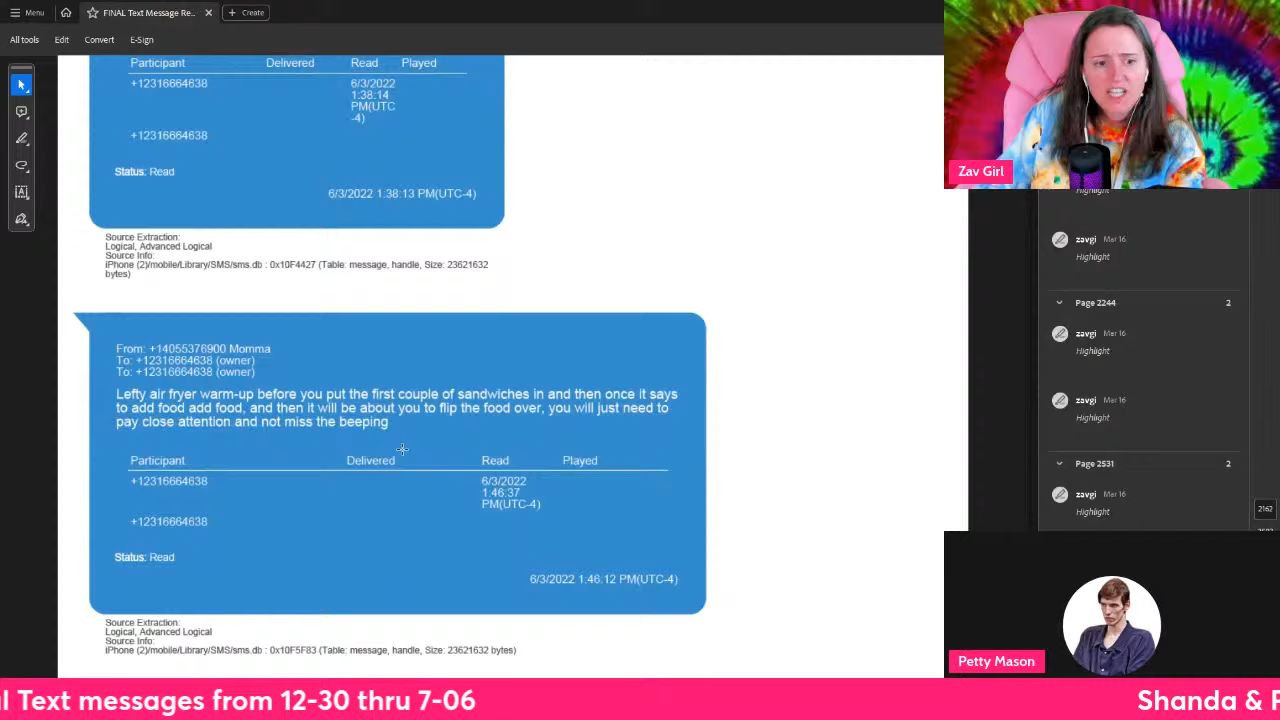 Menu
FINAL Text Message Re..
Create
All tools
Edit
Convert
E-Sign
Participant Delivered Read Played
+12316664638
6/3/2022
1:38:14
PM(UTC
-4)
+12316664638
Status: Read
6/3/2022 1:38:13 PM(UTC-4)
Source Extraction:
Logical, Advanced Logical
Source Info:
iPhone (2)/mobile/Library/SMS/sms.db : 0x10F4427 (Table: message, handle, Size: 23621632
bytes)
From: +14055376900 Momma
To: +12316664638 (owner)
To: +12316664638 (owner)
Lefty air fryer warm-up before you put the first couple of sandwiches in and then once it says
to add food add food, and then it will be about you to flip the food over, you will just need to
pay close attention and not miss the beeping
Participant Delivered Read Played
+12316664638
6/3/2022
1:46:37
PM(UTC-4)
+12316664638
Status: Read
6/3/2022 1:46:12 PM(UTC-4)
Source Extraction:
Logical, Advanced Logical
Source Info:
iPhone (2)/mobile/Library/SMS/sms.db : 0x10F5F83 (Table: message, handle, Size: 23621632 bytes)
Zav Girl
Highlight
zavgi Mar 16
Highlight
Page 2244 2
zavgi Mar 16
Highlight
zavgi Mar 16
Highlight
Page 2531 2
zavgi Mar 16
Highlight
2162
Petty Mason
al Text messages from 12-30 thru 7-06
Shanda &